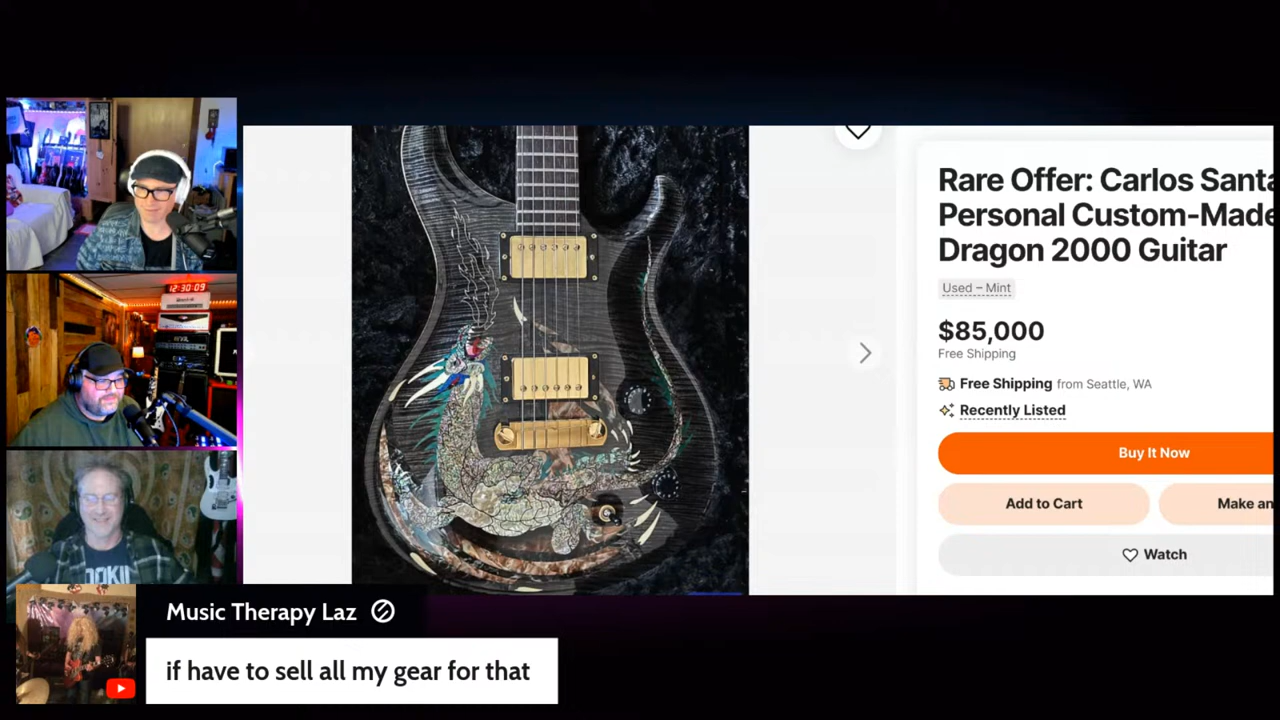 12:30:09
Rare Offer: Carlos Santa
Personal Custom-Made
Dragon 2000 Guitar
Used – Mint
$85,000
Free Shipping
Free Shipping from Seattle, WA
Recently Listed
Buy It Now
Add to Cart
Make an
Watch
Music Therapy Laz
if have to sell all my gear for that